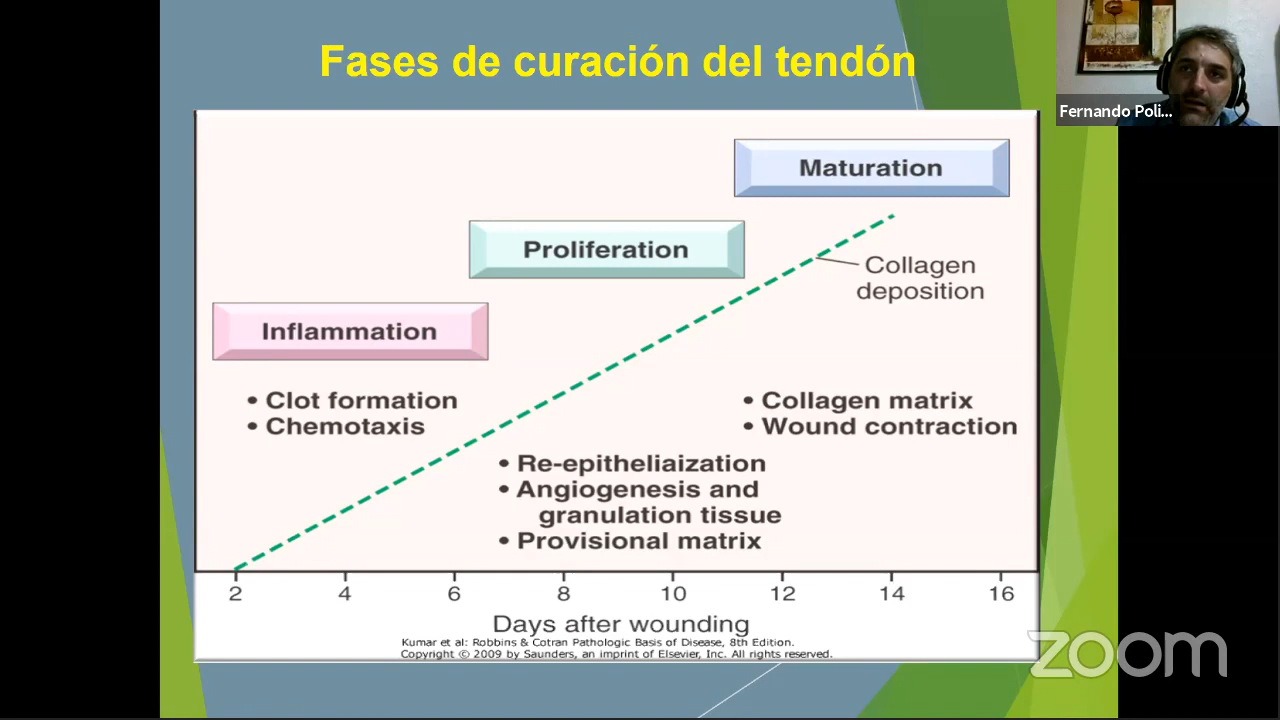 Fases de curación del tendón
Fernando Poli...
Maturation
Proliferation
Collagen
deposition
Inflammation
• Clot formation
• Chemotaxis
• Collagen matrix
• Wound contraction
• Re-epitheliaization
• Angiogenesis and
granulation tissue
• Provisional matrix
2 4 6 8 10 12 14 16
Days after wounding
Kumar et al: Robbins & Cotran Pathologic Basis of Disease, 8th Edition.
Copyright © 2009 by Saunders, an imprint of Elsevier, Inc. All rights reserved.
zoom